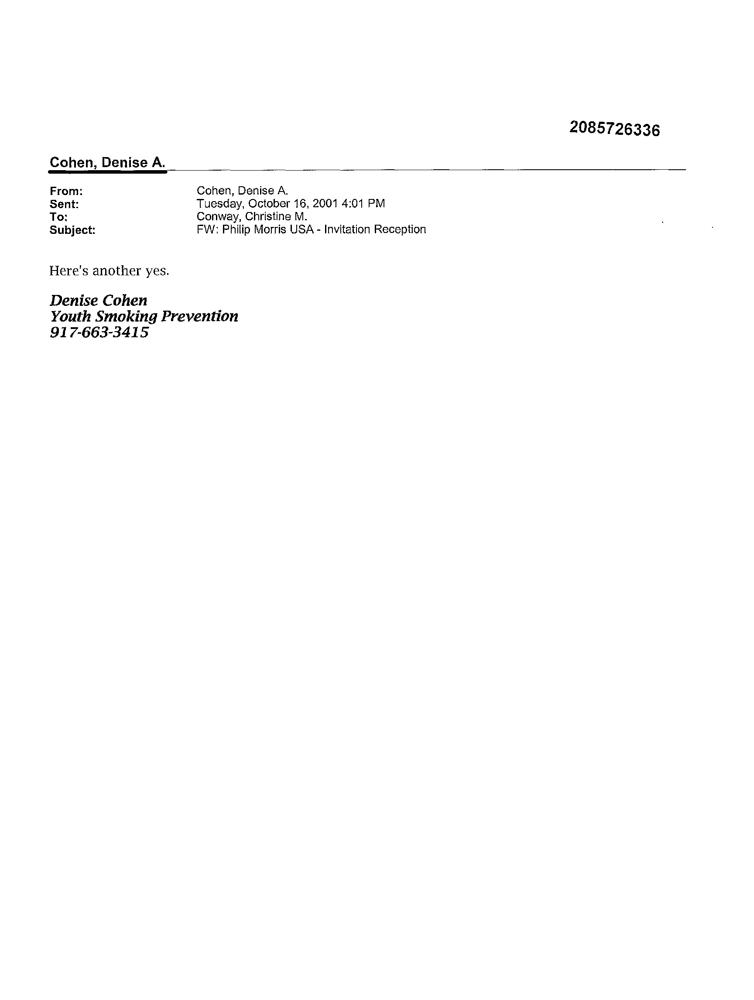 2085726336
Cohen, Denise A.
From: Cohen, Denise A.
Sent: Tuesday, October 16, 2001 4:01 PM
To: Conway, Christine M.
Subject: FW: Philip Morris USA - Invitation Reception
Here's another yes.
Denise Cohen
Youth Smoking Prevention
917-663-3415